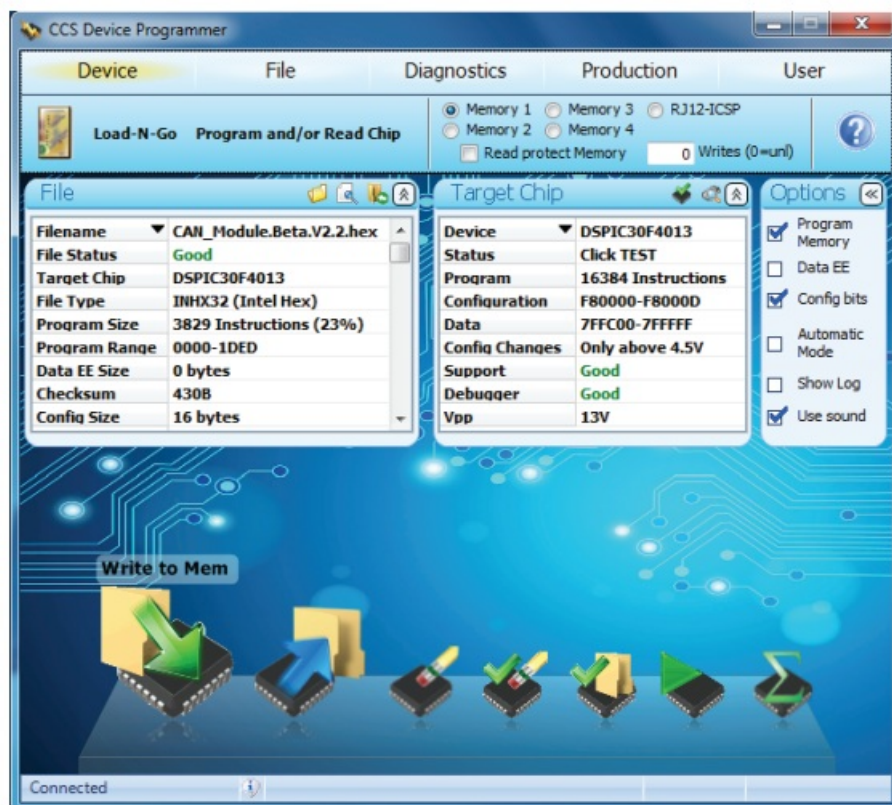 CCS Device Programmer
Device File Diagnostics Production User
Load-N-Go Program and/or Read Chip
Memory 1 Memory 3 RJ12-ICSP
Memory 2 Memory 4
Read protect Memory 0 Writes (0=unl)
File
Filename CAN_Module.Beta.V2.2.hex
File Status Good
Target Chip DSPIC30F4013
File Type INHX32 (Intel Hex)
Program Size 3829 Instructions (23%)
Program Range 0000-1DED
Data EE Size 0 bytes
Checksum 430B
Config Size 16 bytes
Target Chip
Device DSPIC30F4013
Status Click TEST
Program 16384 Instructions
Configuration F80000-F8000D
Data 7FFC00-7FFFFF
Config Changes Only above 4.5V
Support Good
Debugger Good
Vpp 13V
Options
Program
Memory
Data EE
Config bits
Automatic
Mode
Show Log
Use sound
Write to Mem
Connected